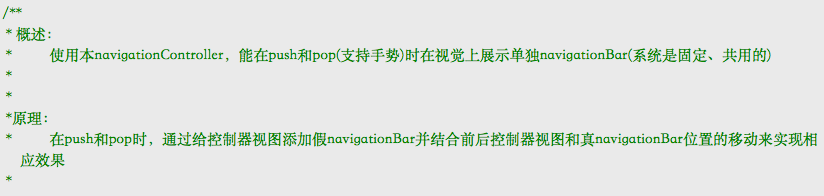 /**
* 概述：
* 使用本navigationController，能在push和pop(支持手势)时在视觉上展示单独navigationBar(系统是固定、共用的)
*
*
*原理：
* 在push和pop时，通过给控制器视图添加假navigationBar并结合前后控制器视图和真navigationBar位置的移动来实现相
应效果
*